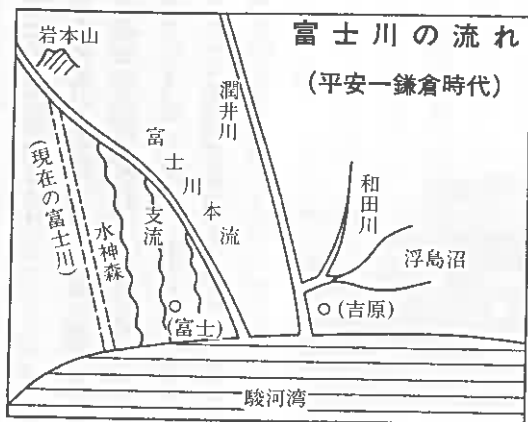 富士川の流れ
(平安一鎌倉時代)
岩本山
潤井川
富士川本流
(現在の富士川)
水神森
支流
和田川
浮島沼
(富士)
(吉原)
駿河湾